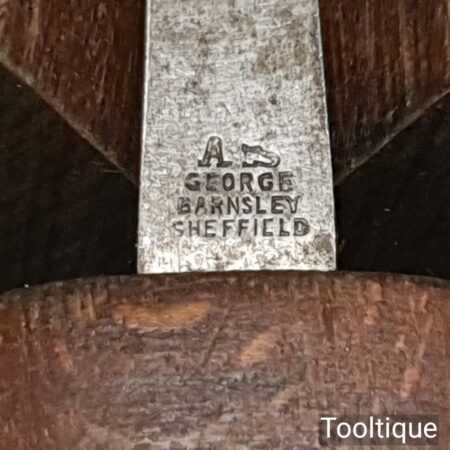 A
GEORGE
BARNSLEY
SHEFFIELD
Tooltique